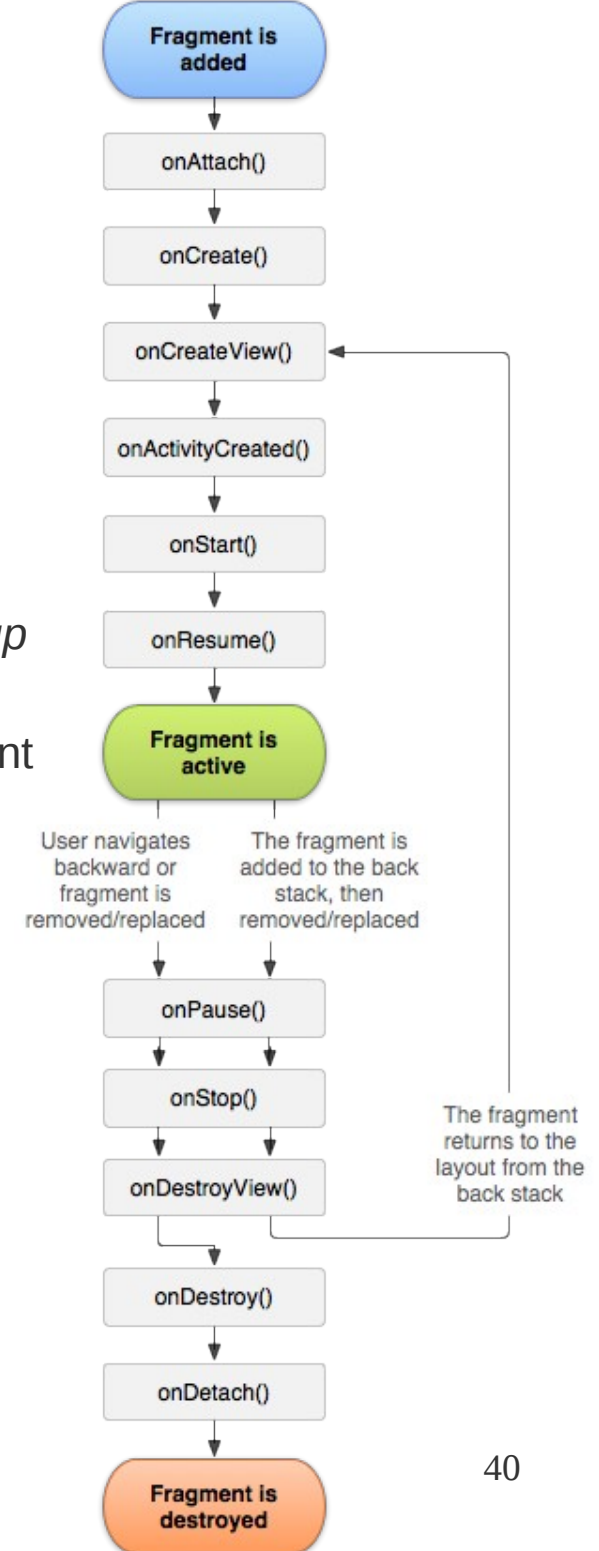 Fragment is
added
onAttach()
onCreate()
onCreateView()
onActivityCreated()
onStart()
onResume()
Fragment is
active
User navigates
backward or
fragment is
removed/replaced
The fragment is
added to the back
stack, then
removed/replaced
onPause()
onStop()
onDestroyView()
The fragment
returns to the
layout from the
back stack
onDestroy()
onDetach()
Fragment is
destroyed
40